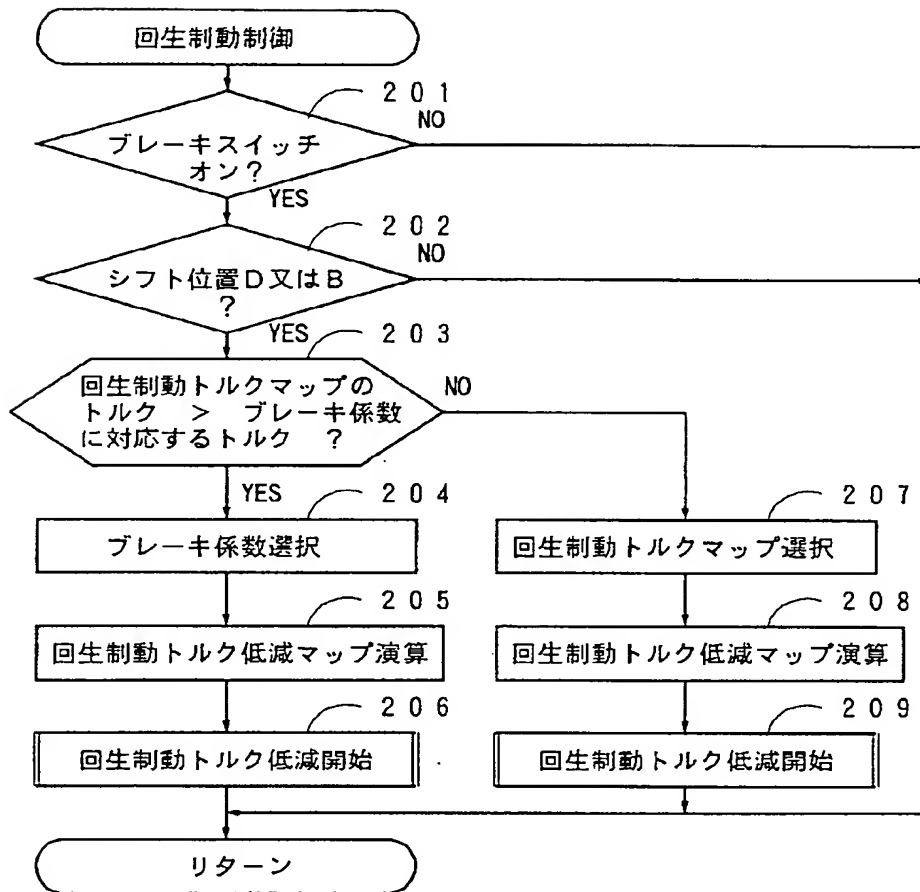 回生制動制御
201
NO
ブレーキスイッチ
オン？
YES
202
NO
シフト位置D又はB
？
YES
203
回生制動トルクマップの
トルク ＞ ブレーキ係数
に対応するトルク ？
NO
YES
204
ブレーキ係数選択
207
回生制動トルクマップ選択
205
回生制動トルク低減マップ演算
208
回生制動トルク低減マップ演算
206
回生制動トルク低減開始
209
回生制動トルク低減開始
リターン